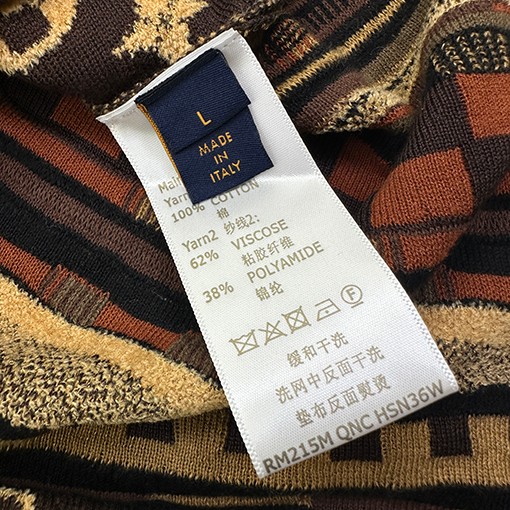 L
MADE
IN
ITALY
Main
Yarn
100% COTTON
棉
Yarn2 纱线2:
62% VISCOSE
粘胶纤维
38% POLYAMIDE
锦纶
F
缓和干洗
洗网中反面干洗
垫布反面熨烫
RM215M QNC HSN36W